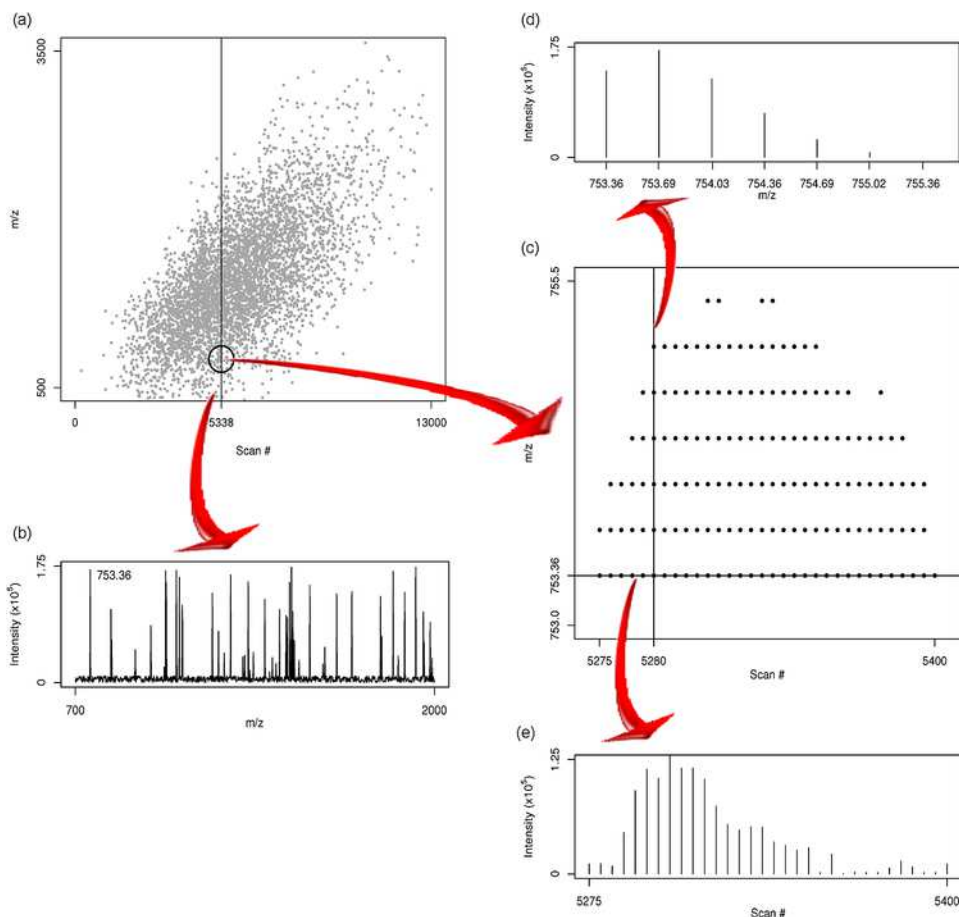 (a)
3500
m/z
500
0
5338
13000
Scan #
(b)
1.75
Intensity (x10⁵)
0
753.36
700
2000
m/z
(d)
1.75
Intensity (x10⁵)
0
753.36 753.69 754.03 754.36 754.69 755.02 755.36
m/z
(c)
755.5
m/z
753.36
753.0
5275 5280 5400
Scan #
(e)
1.25
Intensity (x10⁵)
0
5275 5400
Scan #